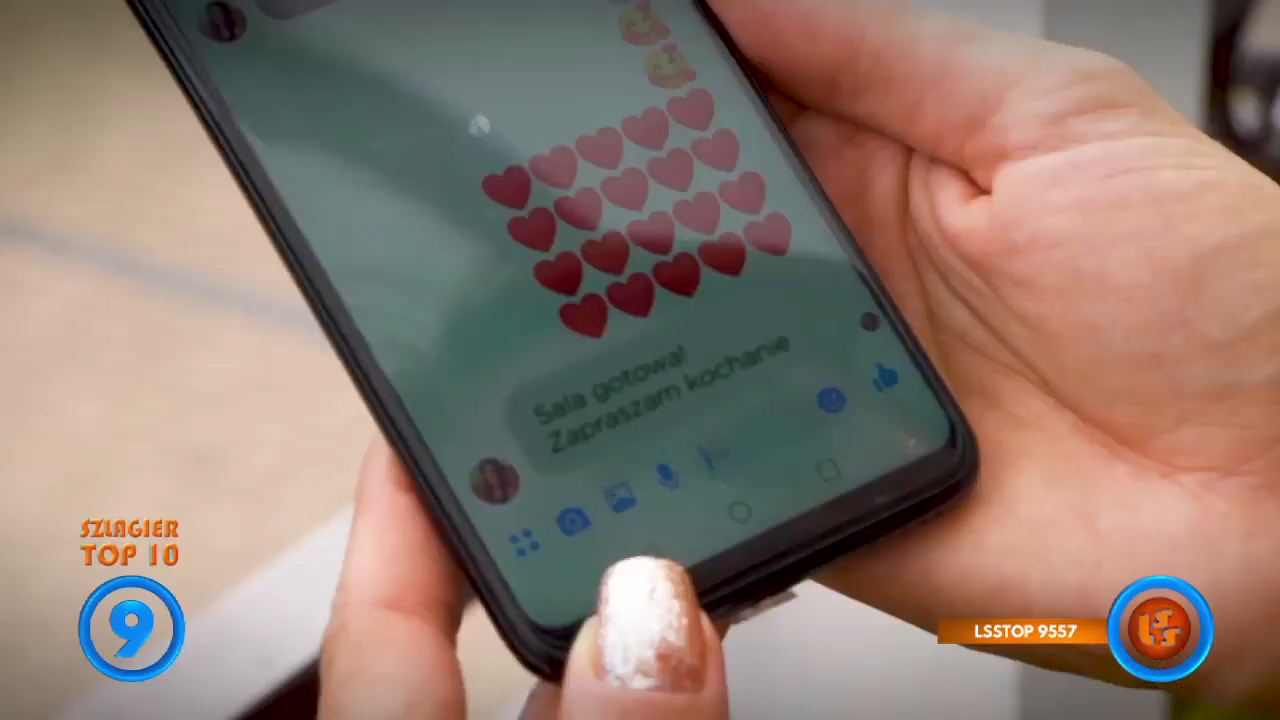 Sala gotowa!
Zapraszam kochanie
SZLAGIER
TOP 10
9
LSSTOP 9557